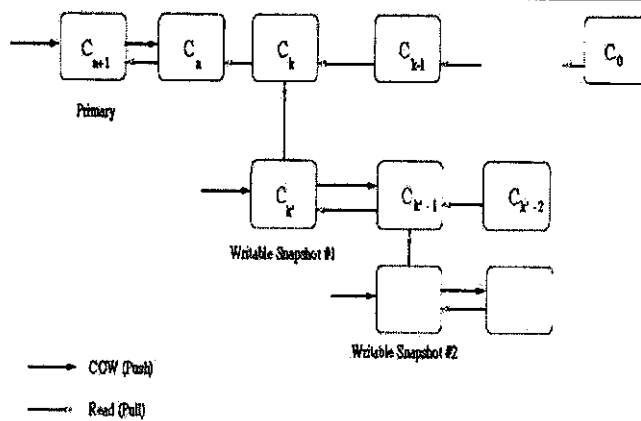 C n+1
C n
C k
C k-1
C 0
Primary
C k'
C k'-1
C k'-2
Writable Snapshot #1
Writable Snapshot #2
COW (Push)
Read (Pull)